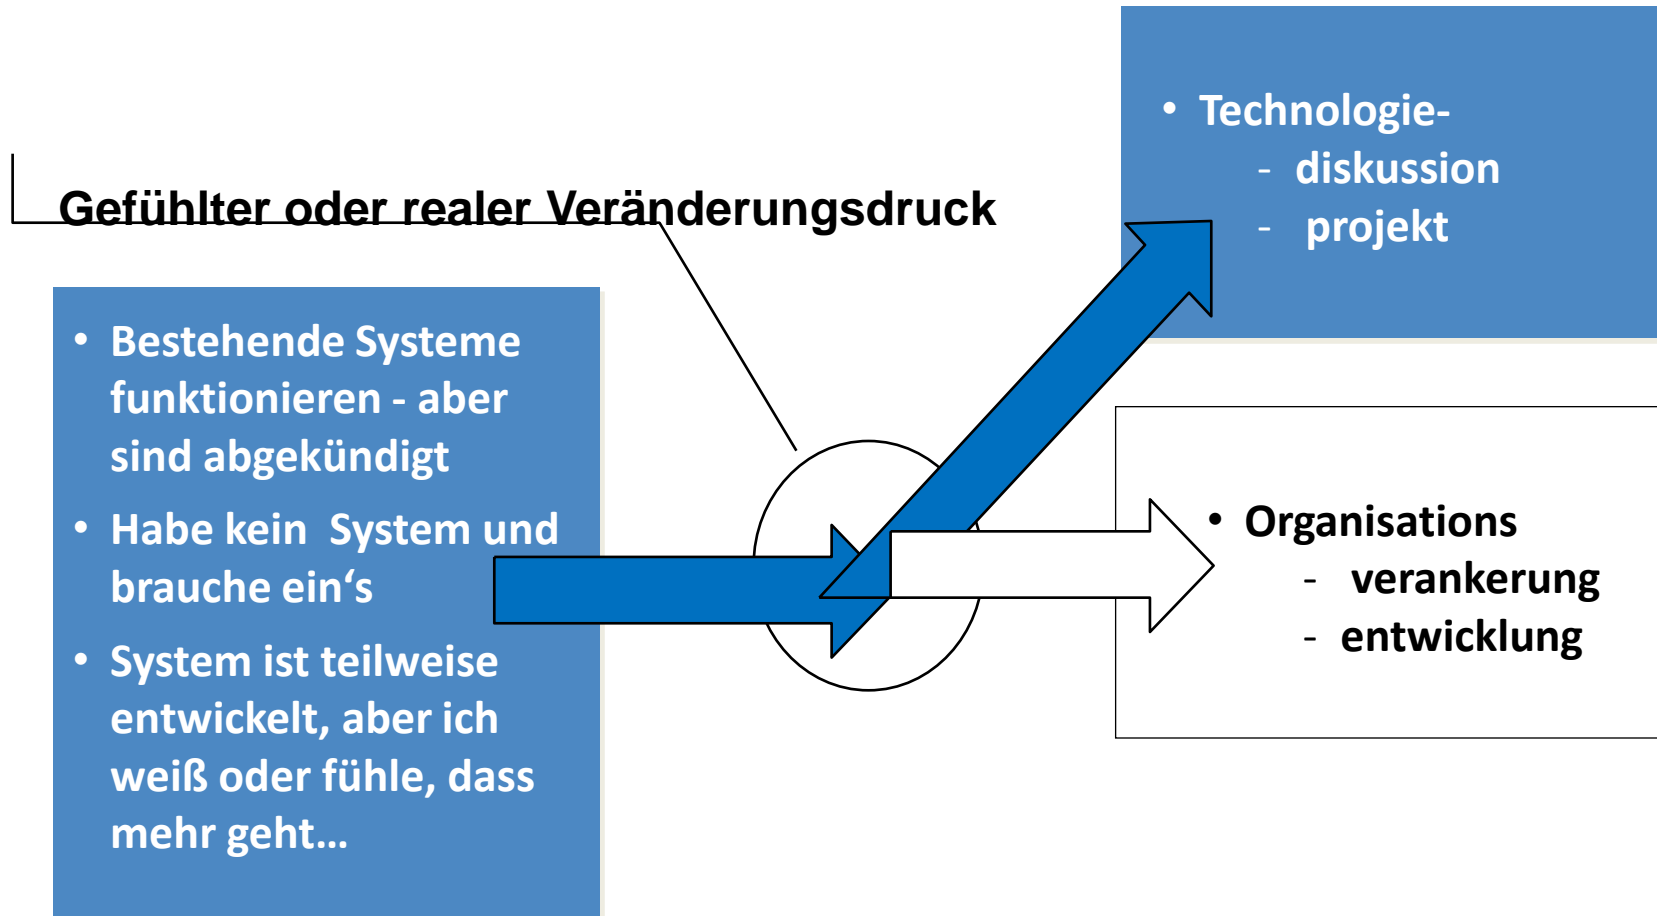 Gefühlter oder realer Veränderungsdruck
• Bestehende Systeme
funktionieren - aber
sind abgekündigt
• Habe kein  System und
brauche ein‘s
• System ist teilweise
entwickelt, aber ich
weiß oder fühle, dass
mehr geht…
• Technologie-
- diskussion
- projekt
• Organisations
- verankerung
- entwicklung